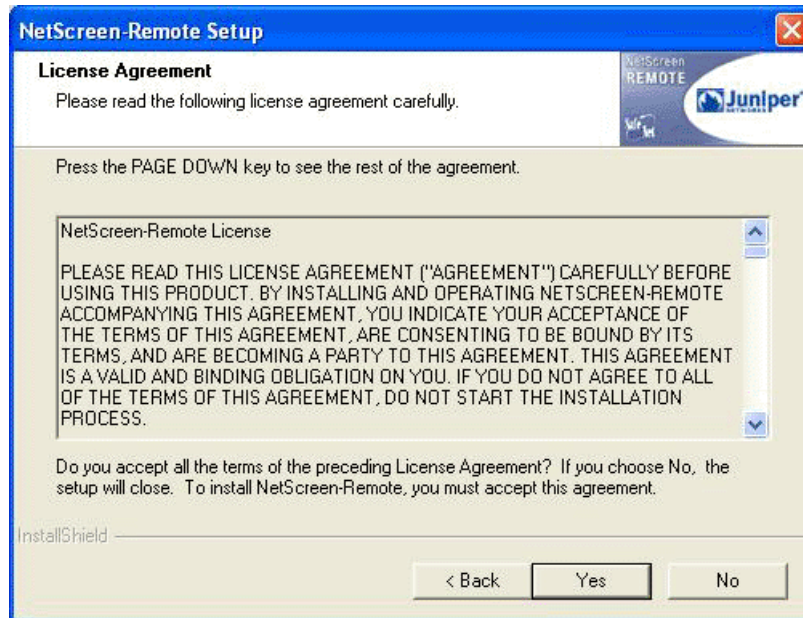 NetScreen-Remote Setup
License Agreement
Please read the following license agreement carefully.
NetScreen
REMOTE
Juniper
NETWORKS
Press the PAGE DOWN key to see the rest of the agreement.
NetScreen-Remote License
PLEASE READ THIS LICENSE AGREEMENT ("AGREEMENT") CAREFULLY BEFORE
USING THIS PRODUCT. BY INSTALLING AND OPERATING NETSCREEN-REMOTE
ACCOMPANYING THIS AGREEMENT, YOU INDICATE YOUR ACCEPTANCE OF
THE TERMS OF THIS AGREEMENT, ARE CONSENTING TO BE BOUND BY ITS
TERMS, AND ARE BECOMING A PARTY TO THIS AGREEMENT. THIS AGREEMENT
IS A VALID AND BINDING OBLIGATION ON YOU. IF YOU DO NOT AGREE TO ALL
OF THE TERMS OF THIS AGREEMENT, DO NOT START THE INSTALLATION
PROCESS.
Do you accept all the terms of the preceding License Agreement? If you choose No, the
setup will close. To install NetScreen-Remote, you must accept this agreement.
InstallShield
< Back
Yes
No